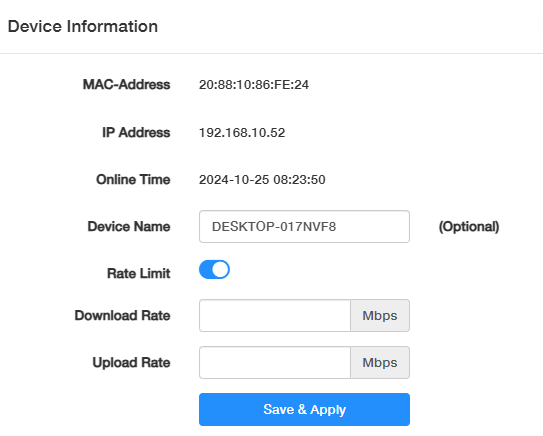 Device Information
MAC-Address 20:88:10:86:FE:24
IP Address 192.168.10.52
Online Time 2024-10-25 08:23:50
Device Name DESKTOP-017NVF8 (Optional)
Rate Limit
Download Rate Mbps
Upload Rate Mbps
Save & Apply